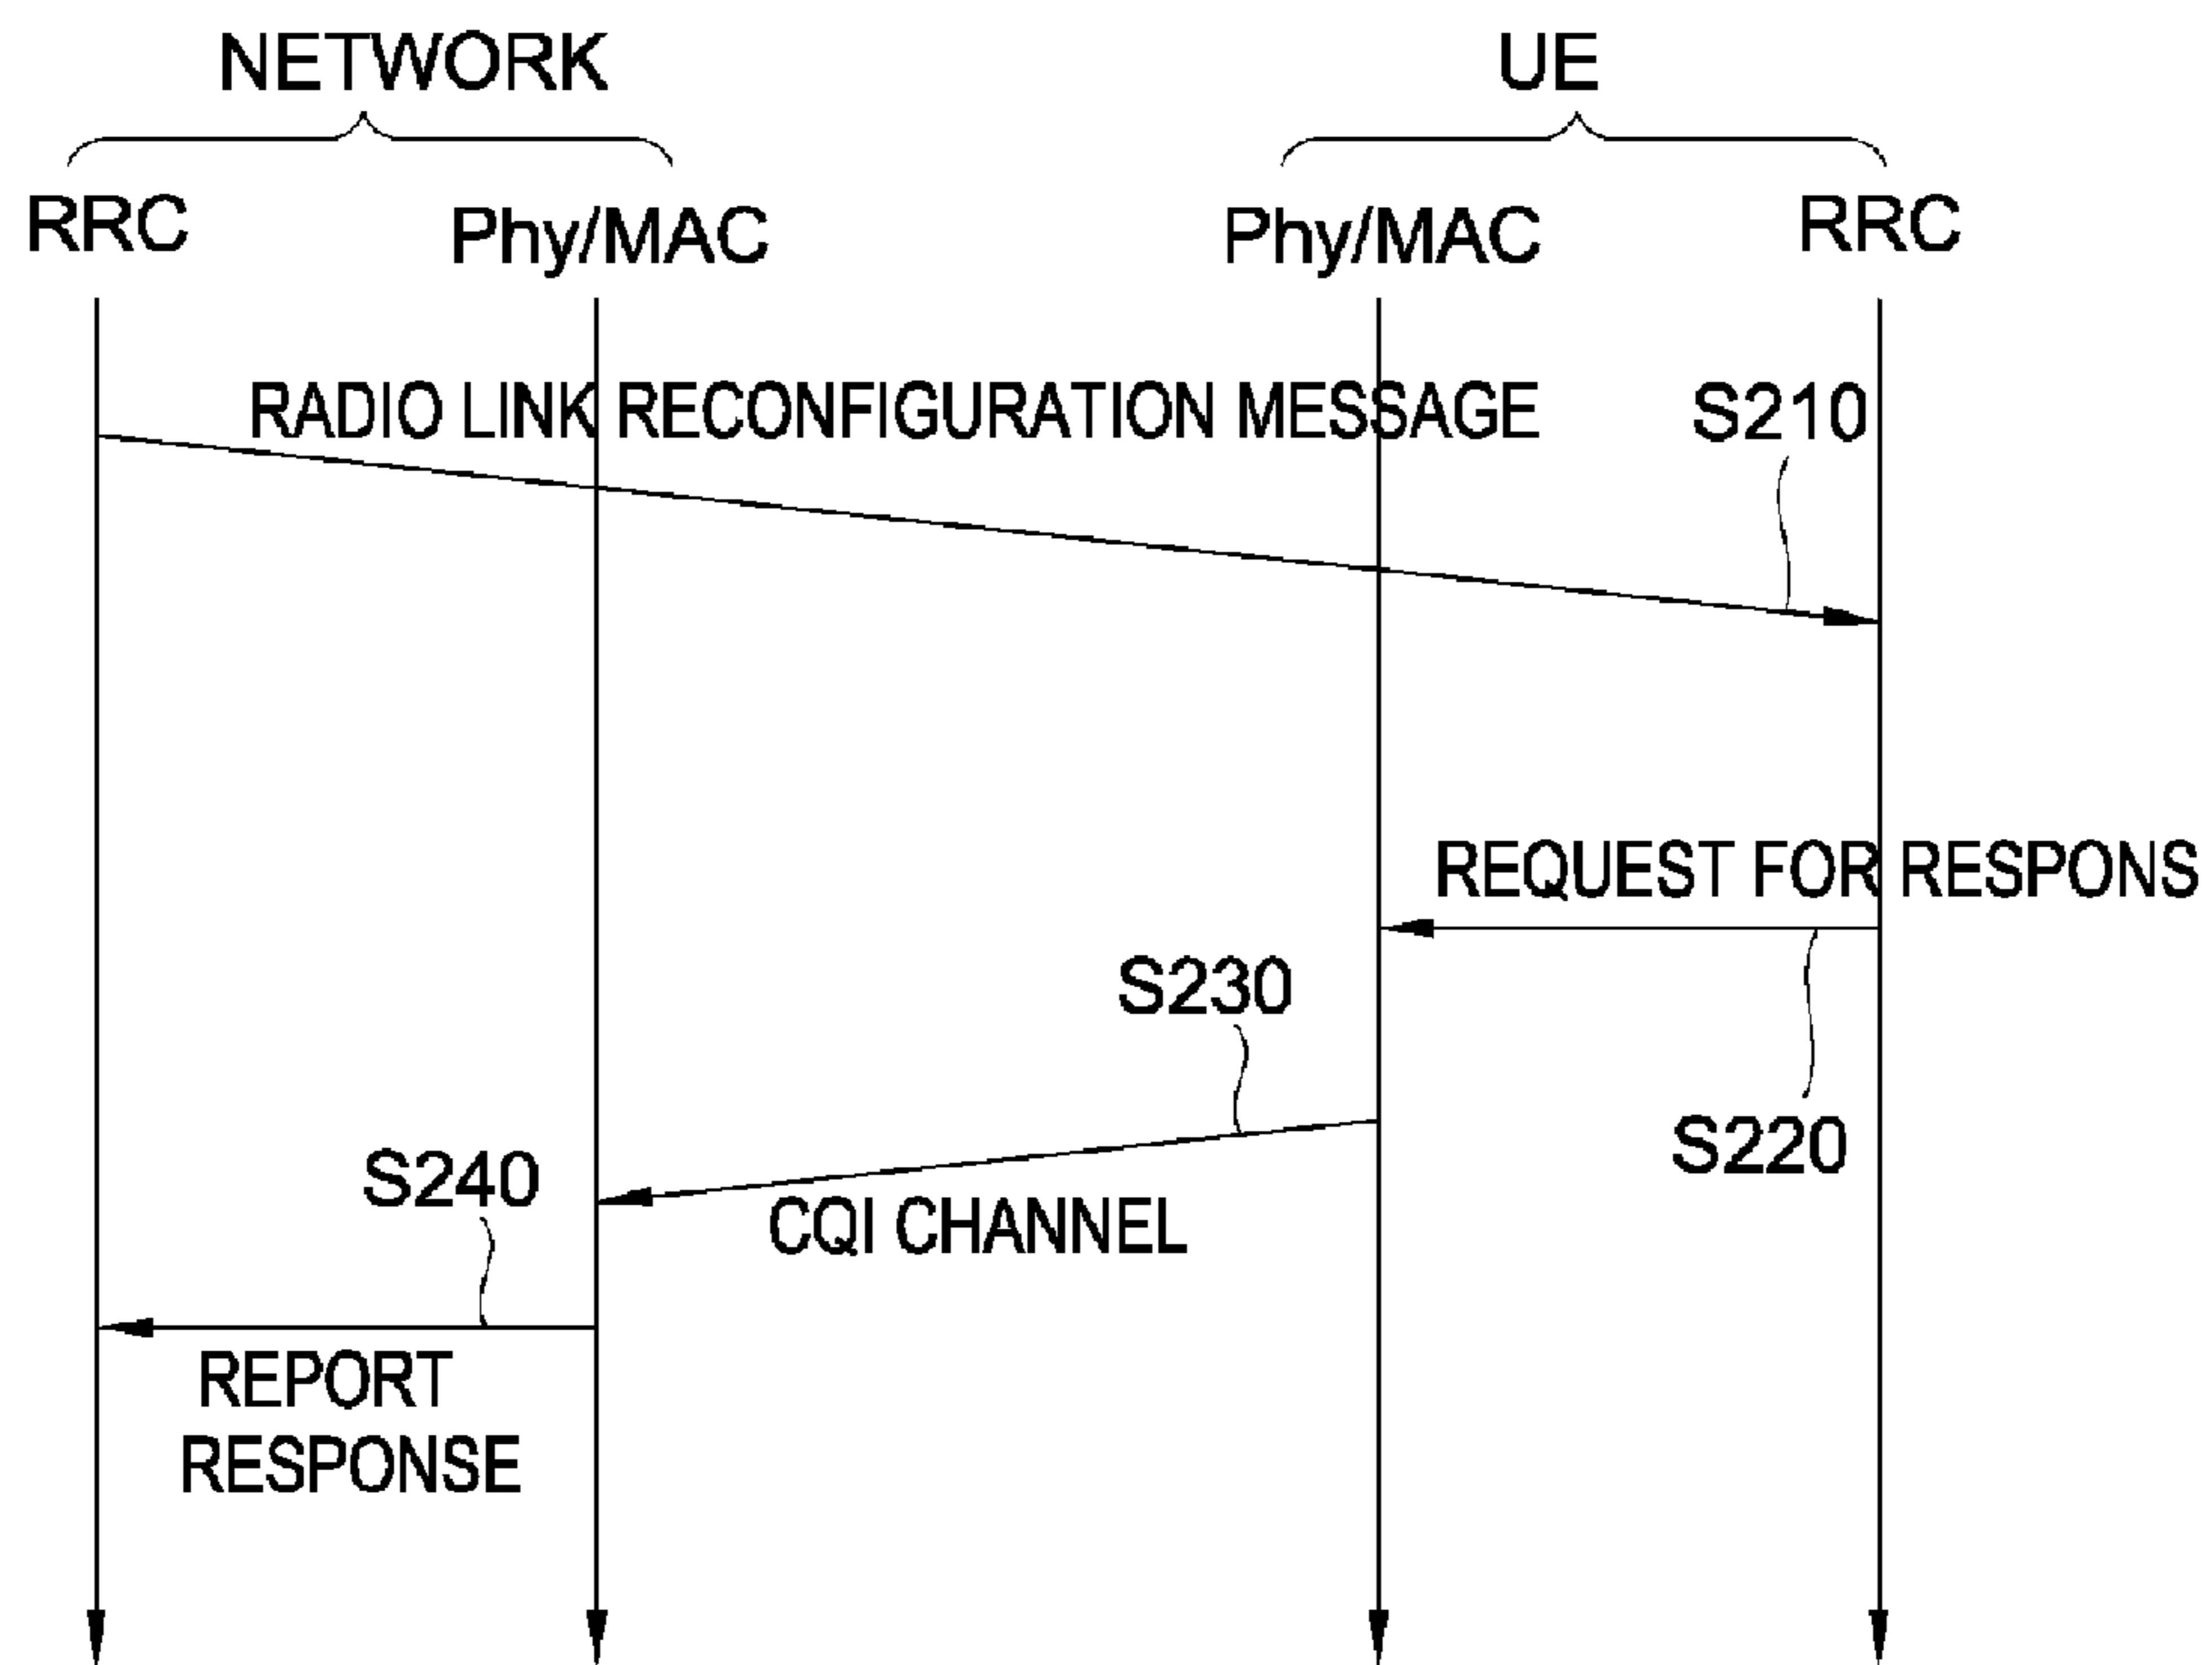 NETWORK
UE
RRC
Phy/MAC
Phy/MAC
RRC
RADIO LINK RECONFIGURATION MESSAGE
S210
REQUEST FOR RESPONS
S230
S220
S240
CQI CHANNEL
REPORT
RESPONSE